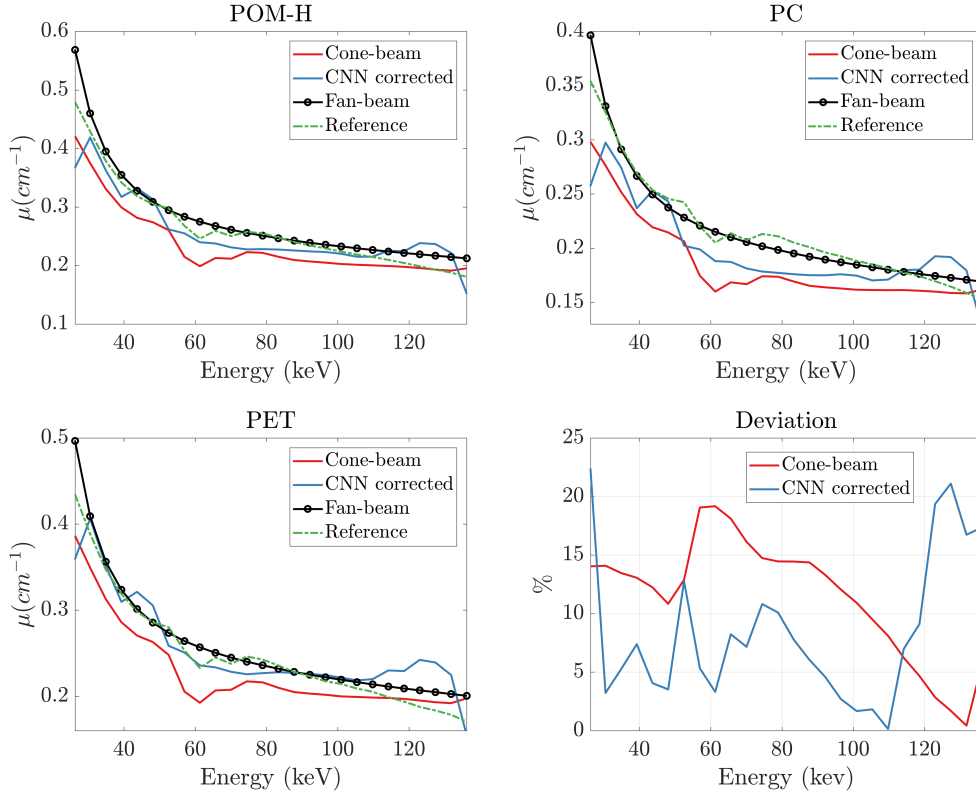 POM-H
0.6
0.5
0.4
0.3
0.2
0.1
μ(cm⁻¹)
40 60 80 100 120
Energy (keV)
Cone-beam
CNN corrected
Fan-beam
Reference
PC
0.4
0.35
0.3
0.25
0.2
0.15
μ(cm⁻¹)
40 60 80 100 120
Energy (keV)
Cone-beam
CNN corrected
Fan-beam
Reference
PET
0.5
0.4
0.3
0.2
μ(cm⁻¹)
40 60 80 100 120
Energy (keV)
Cone-beam
CNN corrected
Fan-beam
Reference
Deviation
25
20
15
10
5
0
%
40 60 80 100 120
Energy (kev)
Cone-beam
CNN corrected